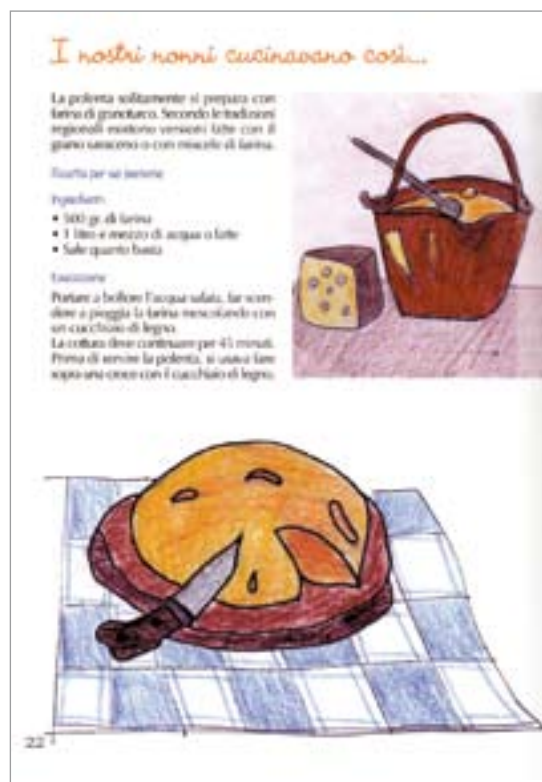 I nostri nonni cucinavano così...
La polenta solitamente si prepara con
farina di granoturco. Secondo le tradizioni
regionali esistono versioni fatte con il
grano saraceno o con miscele di farina.
Ricetta per sei persone
Ingredienti
• 500 gr. di farina
• 1 litro e mezzo di acqua o latte
• Sale quanto basta
Esecuzione
Portare a bollore l'acqua salata, far scen-
dere a pioggia la farina mescolando con
un cucchiaio di legno.
La cottura deve continuare per 45 minuti.
Prima di servire la polenta, si usava fare
sopra una croce con il cucchiaio di legno.
22